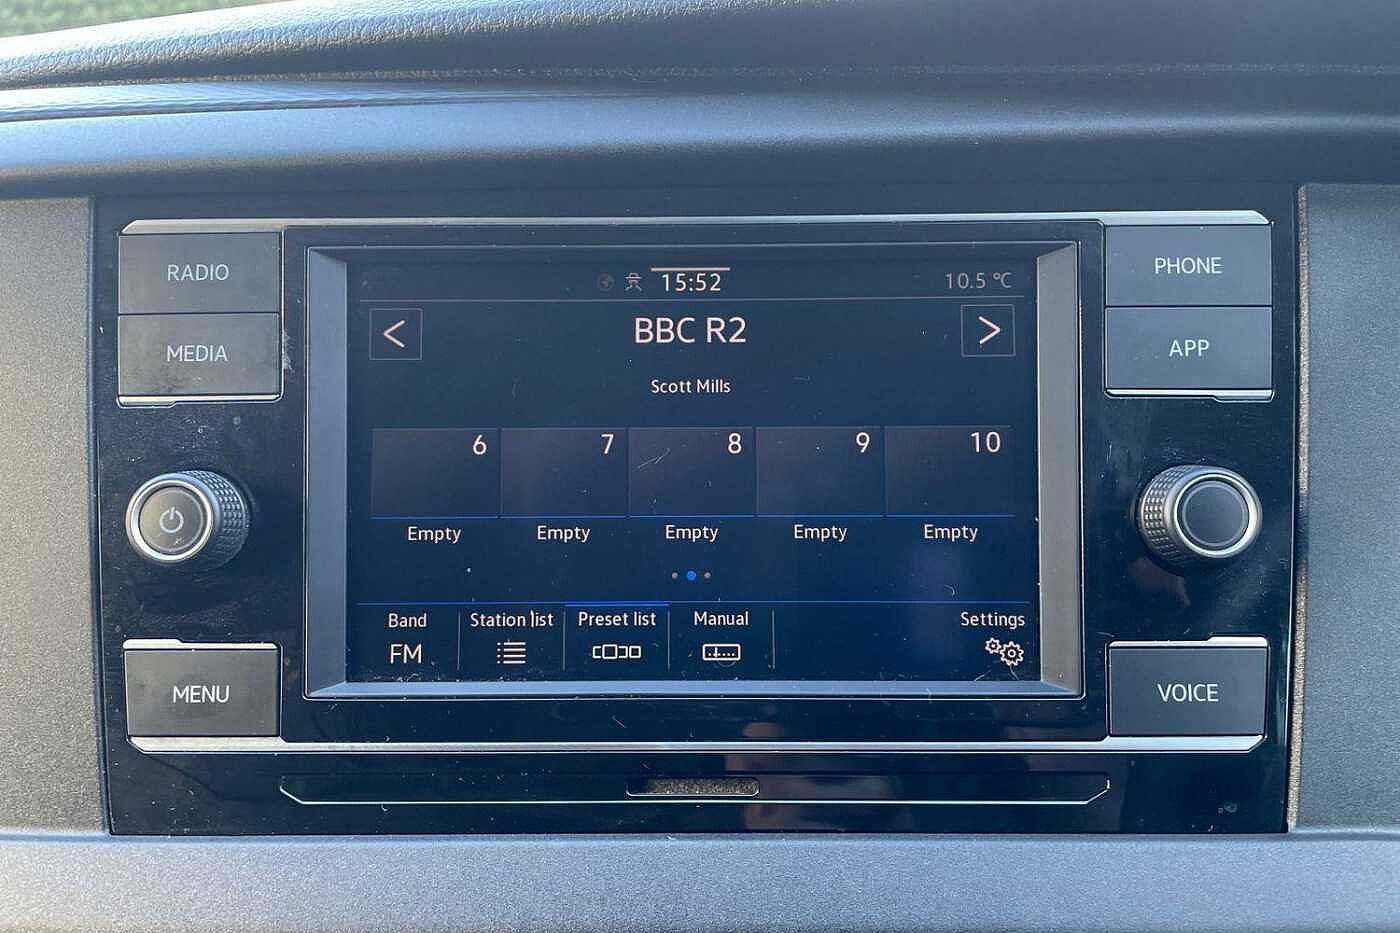 RADIO
MEDIA
MENU
15:52
10.5 °C
<
BBC R2
>
Scott Mills
6
7
8
9
10
Empty
Empty
Empty
Empty
Empty
Band
Station list
Preset list
Manual
Settings
FM
PHONE
APP
VOICE